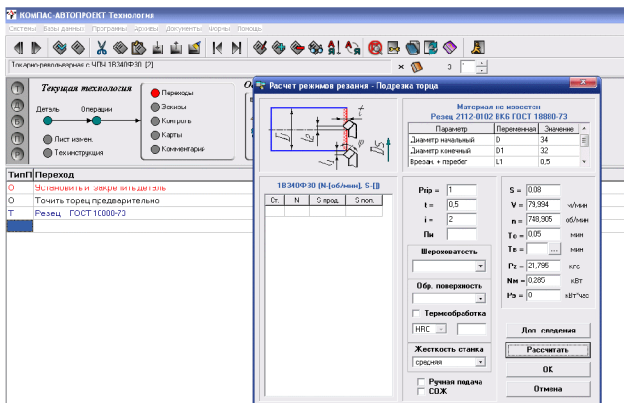 КОМПАС-АВТОПРОЕКТ Технология
Системы Базы данных Программы Архивы Документы Формы Помощь
Токарно-револьверная с ЧПУ 1В340Ф30 [2]
3
Текущая технология
Деталь Операции
Лист измен.
Техинструкция
Переходы
Эскизы
Контроль
Карты
Комментарий
ТипП Переход
О Установить и закрепить деталь
О Точить торец предварительно
Т Резец ГОСТ 18880-73
Расчет режимов резания - Подрезка торца
Материал не известен
Резец 2112-0102 ВК6 ГОСТ 18880-73
Параметр Переменная Значение
Диаметр начальный D 34
Диаметр конечный D1 32
Врезан. + перебег L1 0,5
1В340Ф30 (N-[об/мин], S-[])
Ст. N S прод. S поп.
Prip = 1
t = 0,5
i = 2
Пи
Шероховатость
Обр. поверхность
Термообработка
HRC
Жесткость станка
средняя
Ручная подача
СОЖ
S = 0,08
V = 79,994 м/мин
n = 748,905 об/мин
То = 0,05 мин
Тв = ... мин
Pz = 21,795 кгс
Nм = 0,285 кВт
Рэ = 0 кВт*час
Доп. сведения
Рассчитать
OK
Отмена